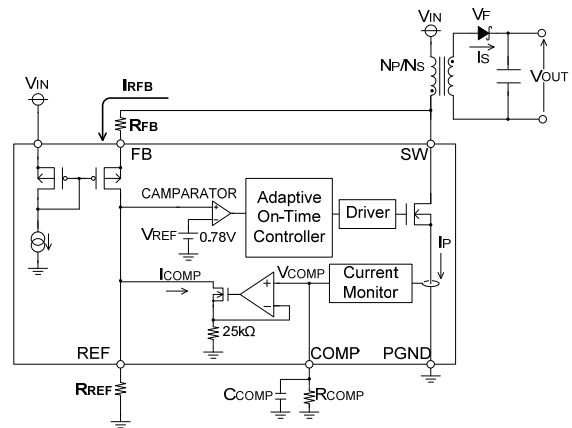 VIN
VF
IS
NP/NS
VOUT
VIN
IRFB
RFB
FB
SW
CAMPARATOR
Adaptive
On-Time
Controller
Driver
VREF
0.78V
IP
ICOMP
VCOMP
Current
Monitor
25kΩ
REF
COMP
PGND
RREF
CCOMP
RCOMP